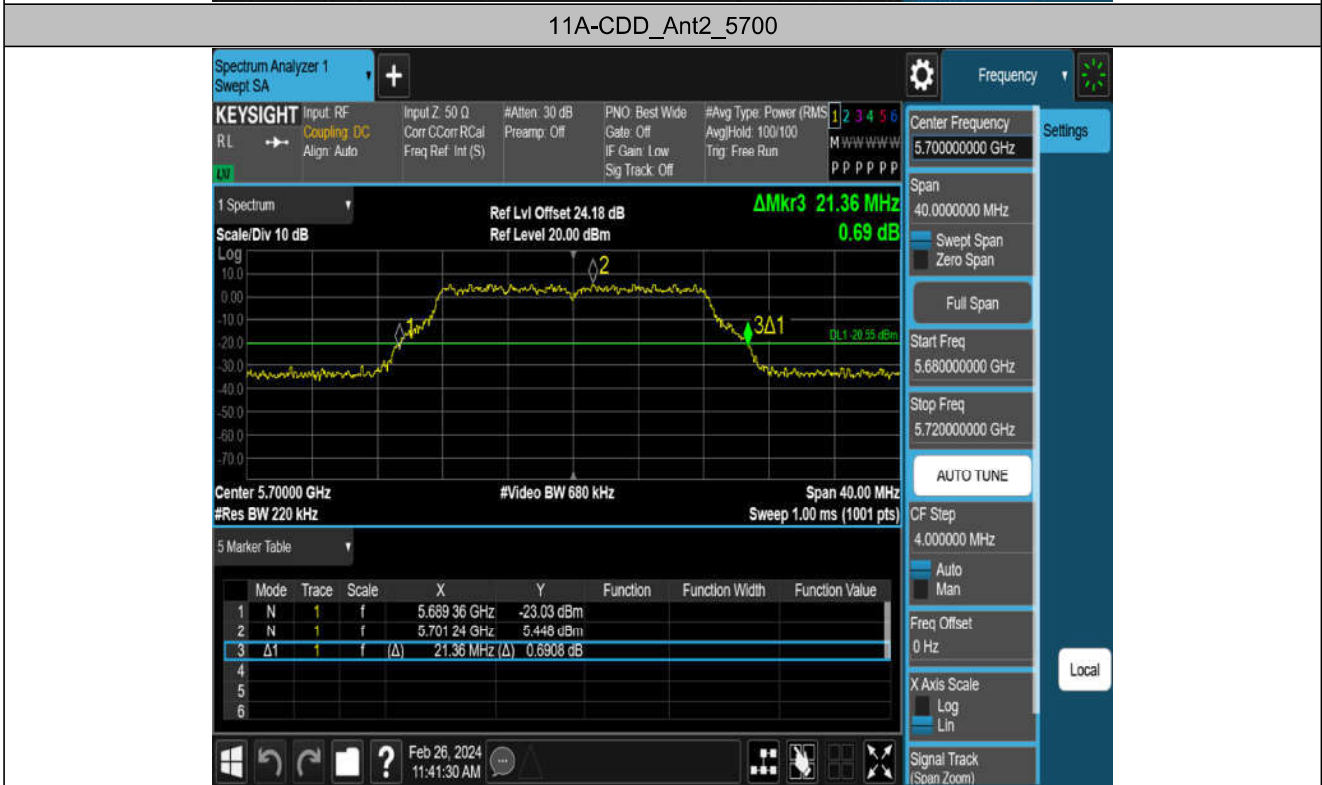 11A-CDD_Ant2_5700
Spectrum Analyzer 1
Swept SA
+
Frequency
KEYSIGHT
RL
LXI
Input: RF
Coupling: DC
Align: Auto
Input Z: 50 Ω
Corr CCorr RCal
Freq Ref: Int (S)
#Atten: 30 dB
Preamp: Off
PNO: Best Wide
Gate: Off
IF Gain: Low
Sig Track: Off
#Avg Type: Power (RMS
Avg|Hold: 100/100
Trig: Free Run
1 2 3 4 5 6
M W W W W W
P P P P P P
1 Spectrum
Scale/Div 10 dB
Ref Lvl Offset 24.18 dB
Ref Level 20.00 dBm
ΔMkr3 21.36 MHz
0.69 dB
Log
10.0
0.00
-10.0
-20.0
-30.0
-40.0
-50.0
-60.0
-70.0
1
2
3Δ1
DL1 -20.55 dBm
Center 5.70000 GHz
#Video BW 680 kHz
Span 40.00 MHz
#Res BW 220 kHz
Sweep 1.00 ms (1001 pts)
5 Marker Table
Mode Trace Scale X Y Function Function Width Function Value
1 N 1 f 5.689 36 GHz -23.03 dBm
2 N 1 f 5.701 24 GHz 5.448 dBm
3 Δ1 1 f (Δ) 21.36 MHz (Δ) 0.6908 dB
4
5
6
Feb 26, 2024
11:41:30 AM
?
Center Frequency
5.700000000 GHz
Settings
Span
40.0000000 MHz
Swept Span
Zero Span
Full Span
Start Freq
5.680000000 GHz
Stop Freq
5.720000000 GHz
AUTO TUNE
CF Step
4.000000 MHz
Auto
Man
Freq Offset
0 Hz
X Axis Scale
Log
Lin
Local
Signal Track
(Span Zoom)